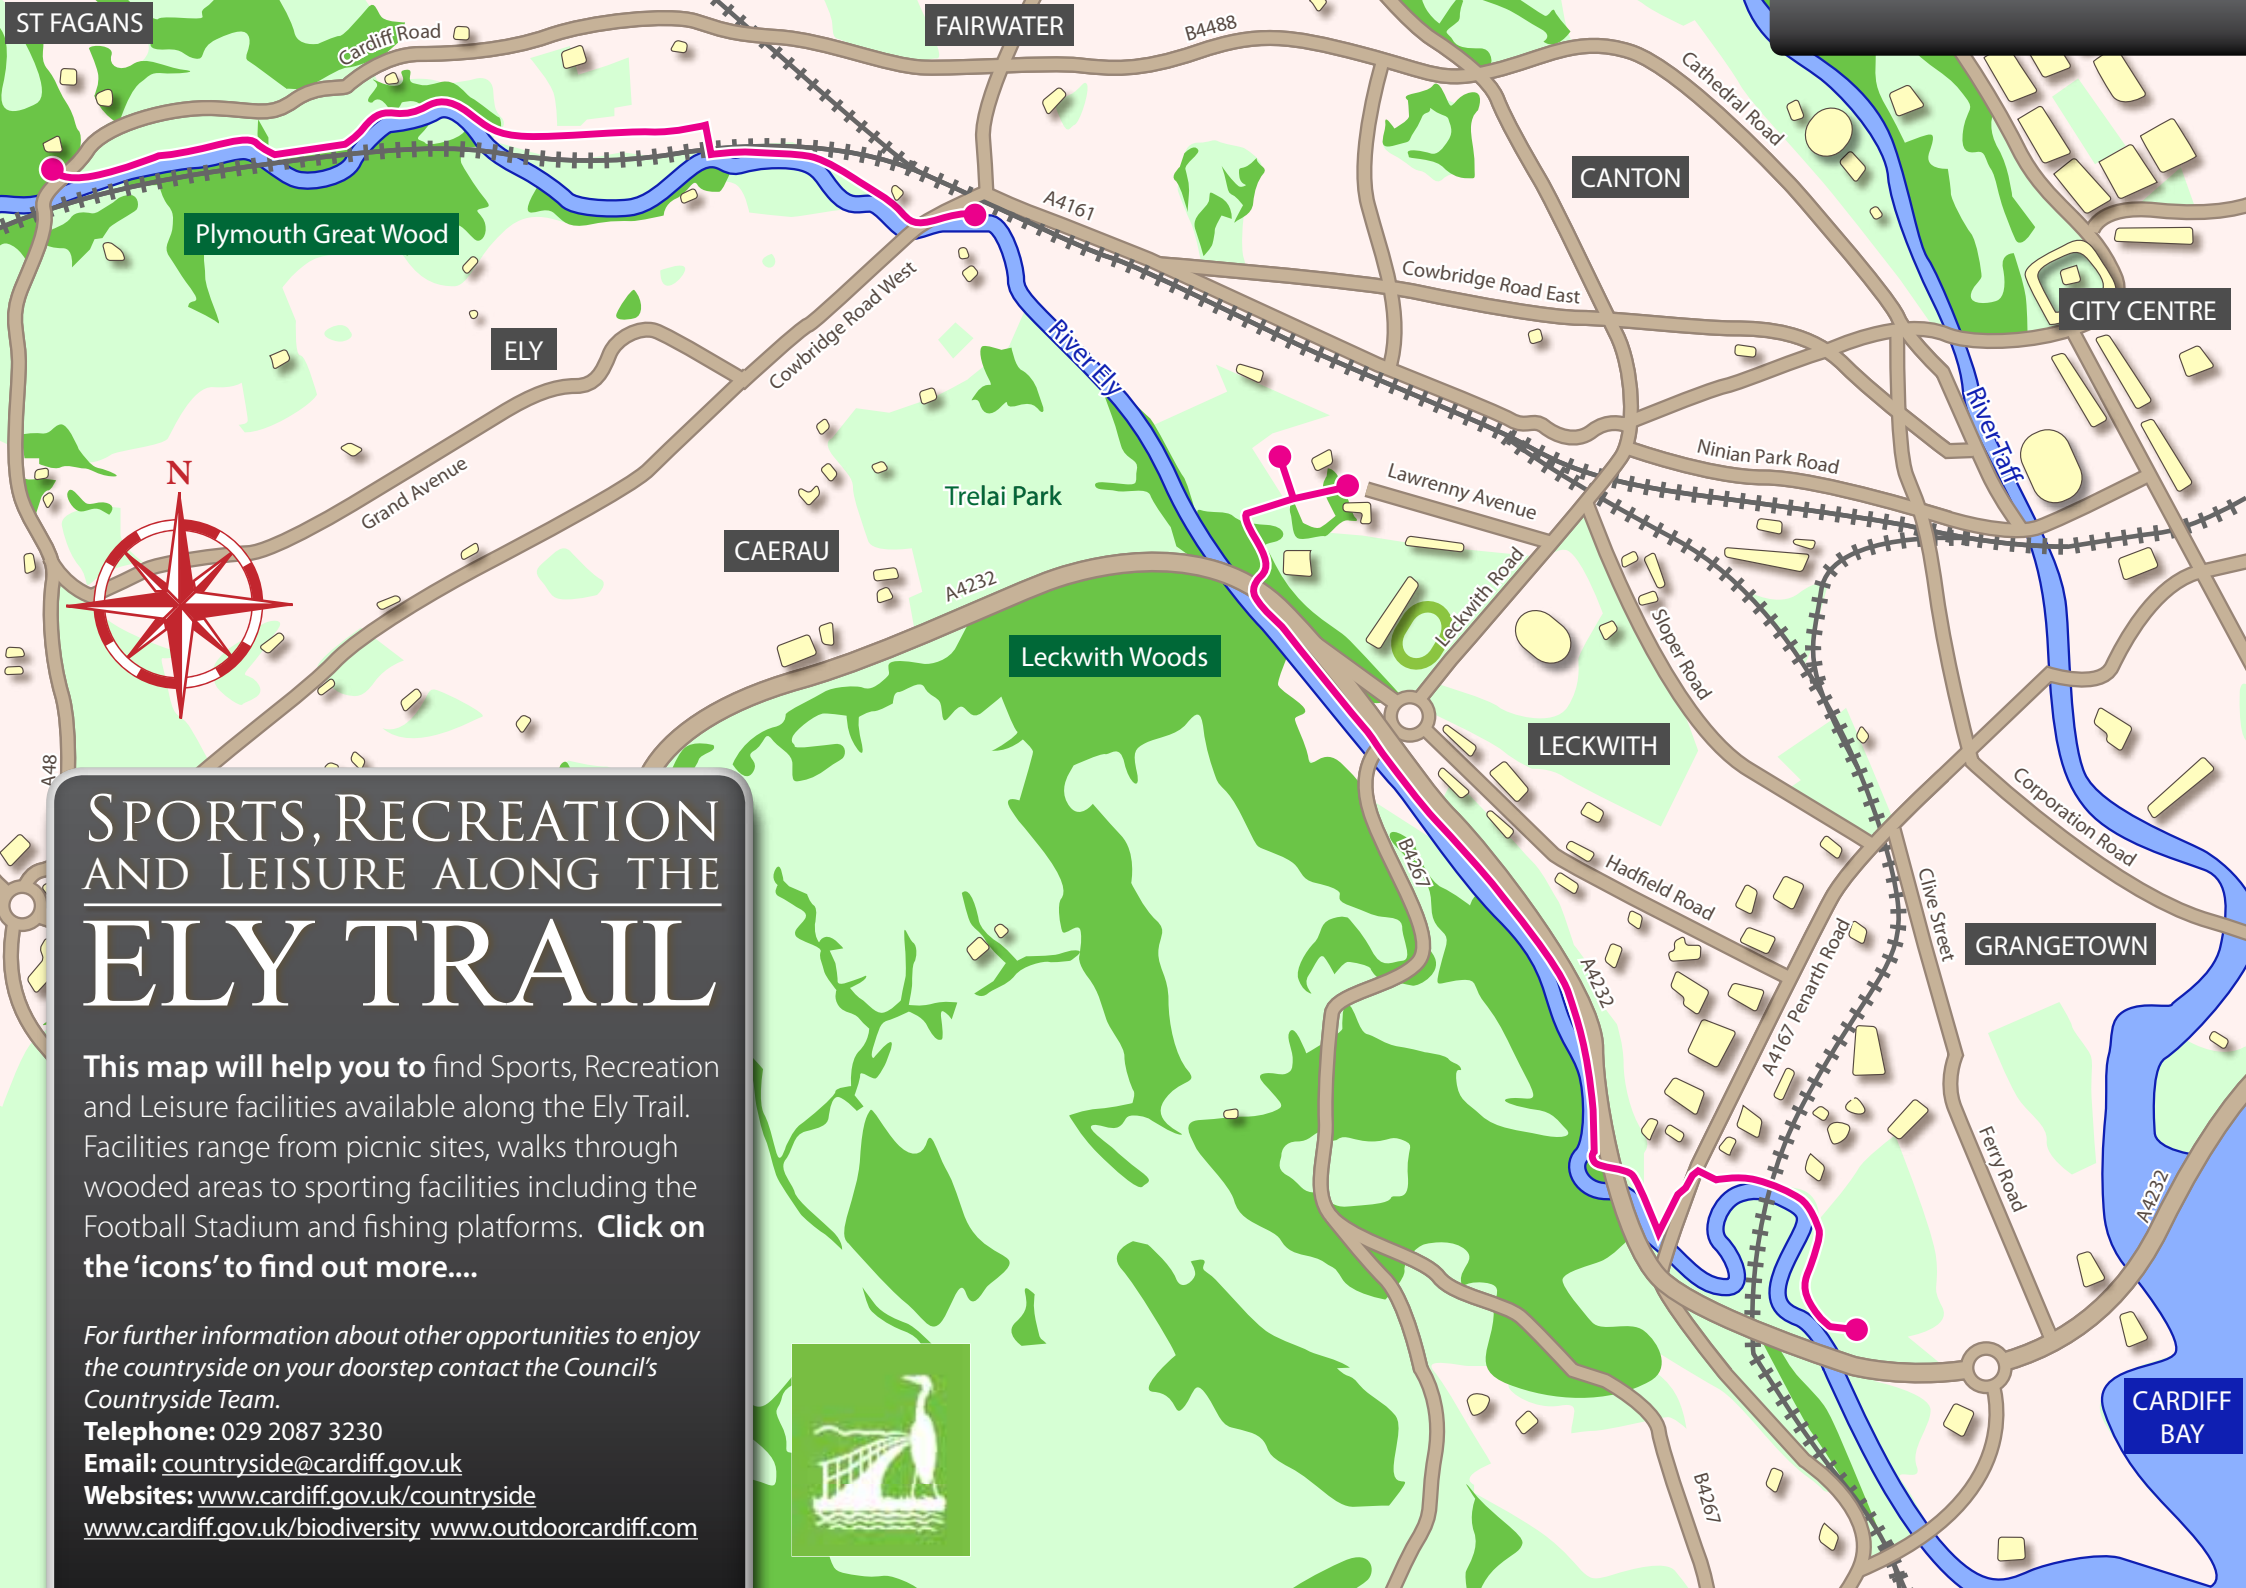 ST FAGANS
Cardiff Road
FAIRWATER
B4488
Cathedral Road
CANTON
Plymouth Great Wood
A4161
Cowbridge Road East
CITY CENTRE
ELY
Cowbridge Road West
River Ely
River Taff
Grand Avenue
N
Trelai Park
Lawrenny Avenue
Ninian Park Road
CAERAU
A4232
Leckwith Road
Sloper Road
Leckwith Woods
LECKWITH
A48
B4267
Hadfield Road
Corporation Road
Clive Street
GRANGETOWN
A4232
A4167 Penarth Road
Ferry Road
A4232
CARDIFF
BAY
B4267
SPORTS, RECREATION
AND LEISURE ALONG THE
ELY TRAIL
This map will help you to find Sports, Recreation
and Leisure facilities available along the Ely Trail.
Facilities range from picnic sites, walks through
wooded areas to sporting facilities including the
Football Stadium and fishing platforms. Click on
the ‘icons’ to find out more....
For further information about other opportunities to enjoy
the countryside on your doorstep contact the Council’s
Countryside Team.
Telephone: 029 2087 3230
Email: countryside@cardiff.gov.uk
Websites: www.cardiff.gov.uk/countryside
www.cardiff.gov.uk/biodiversity www.outdoorcardiff.com